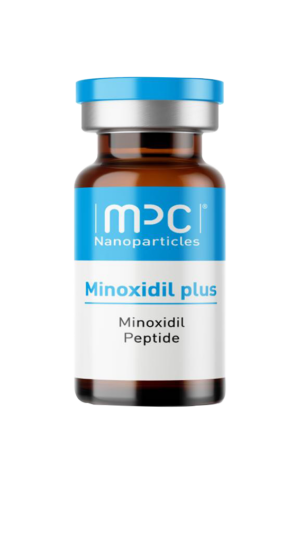 mpc®
Nanoparticles
Minoxidil plus
Minoxidil
Peptide